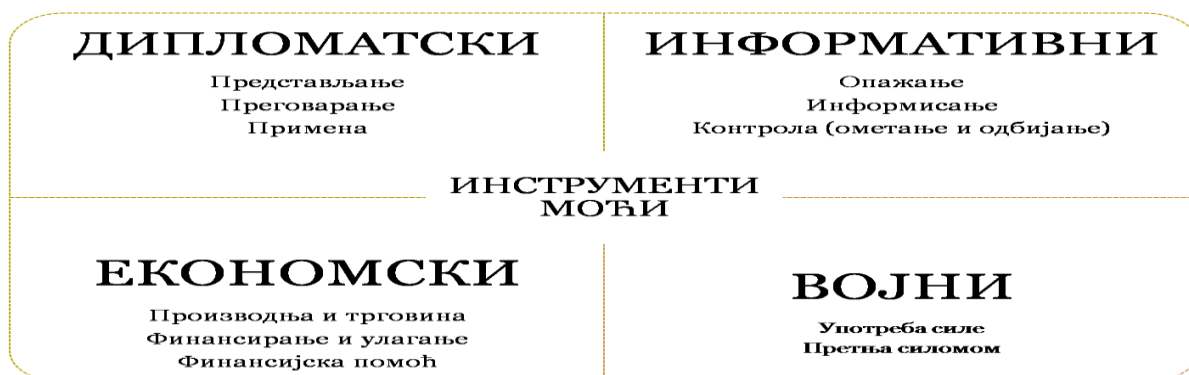 ДИПЛОМАТСКИ
Представљање
Преговарање
Примена
ИНФОРМАТИВНИ
Опажање
Информисање
Контрола (ометање и одбијање)
ИНСТРУМЕНТИ
МОЋИ
ЕКОНОМСКИ
Производња и трговина
Финансирање и улагање
Финансијска помоћ
ВОЈНИ
Употреба силе
Претња силомом